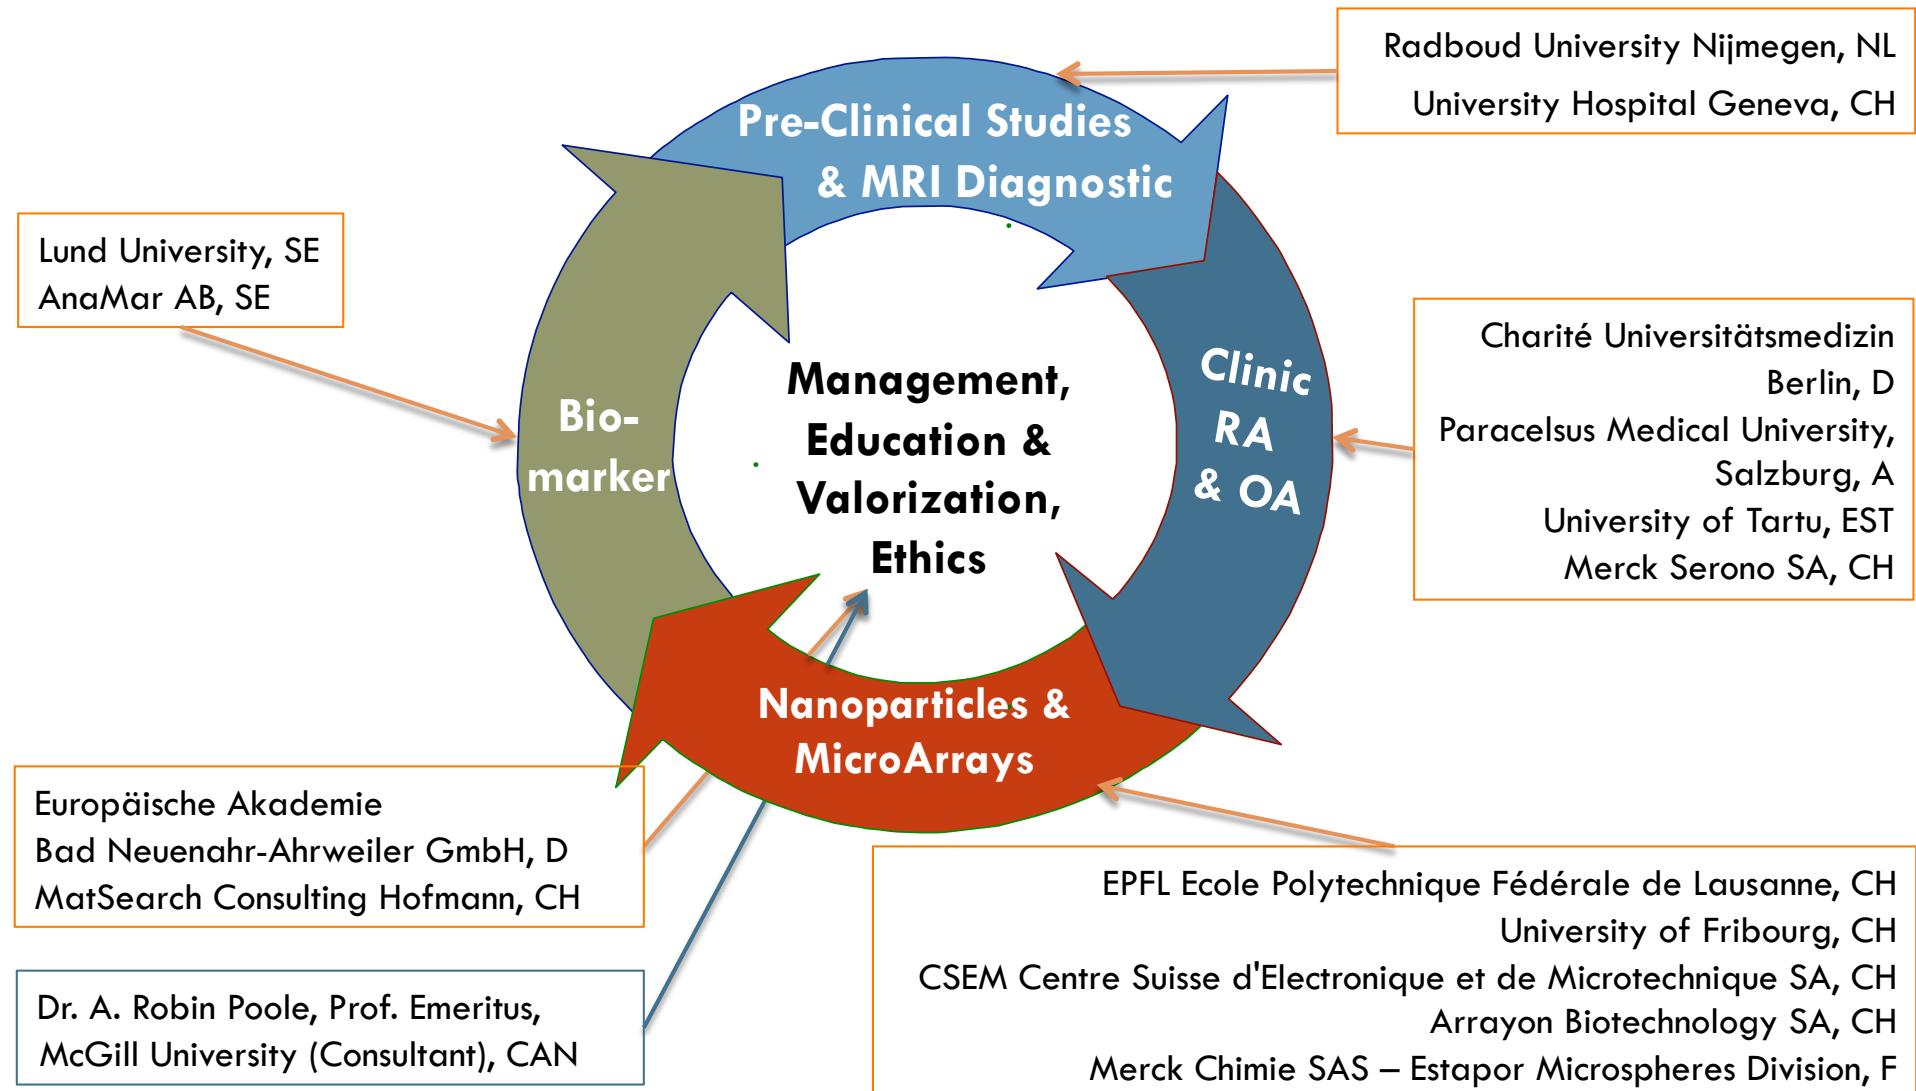 Radboud University Nijmegen, NL
University Hospital Geneva, CH
Pre-Clinical Studies
& MRI Diagnostic
Lund University, SE
AnaMar AB, SE
Charité Universitätsmedizin
Berlin, D
Paracelsus Medical University,
Salzburg, A
University of Tartu, EST
Merck Serono SA, CH
Clinic
RA
& OA
Bio-
marker
Management,
Education &
Valorization,
Ethics
Nanoparticles &
MicroArrays
Europäische Akademie
Bad Neuenahr-Ahrweiler GmbH, D
MatSearch Consulting Hofmann, CH
Dr. A. Robin Poole, Prof. Emeritus,
McGill University (Consultant), CAN
EPFL Ecole Polytechnique Fédérale de Lausanne, CH
University of Fribourg, CH
CSEM Centre Suisse d'Electronique et de Microtechnique SA, CH
Arrayon Biotechnology SA, CH
Merck Chimie SAS – Estapor Microspheres Division, F